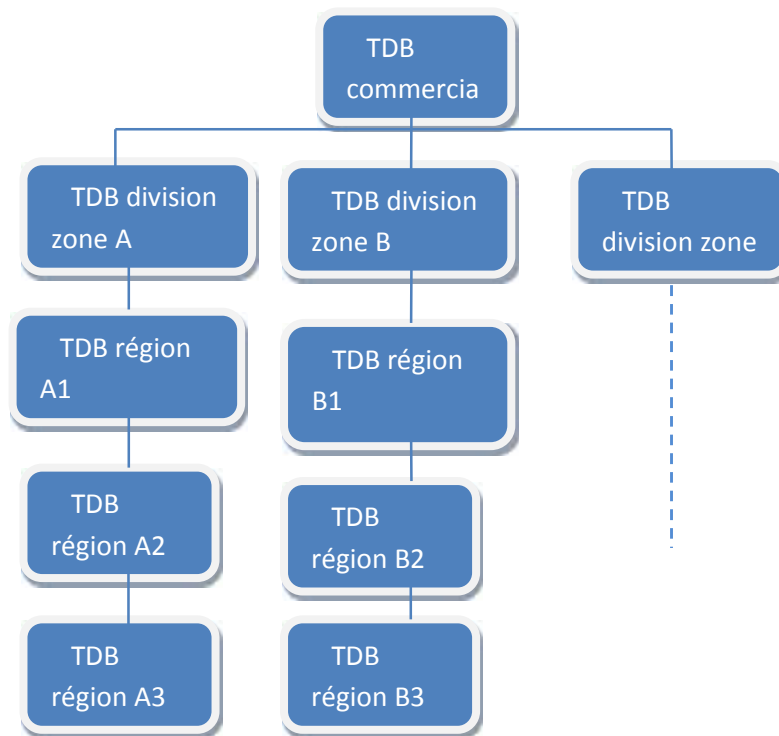 TDB
commercia
TDB division
zone A
TDB division
zone B
TDB
division zone
TDB région
A1
TDB région
B1
TDB
région A2
TDB
région B2
TDB
région A3
TDB
région B3